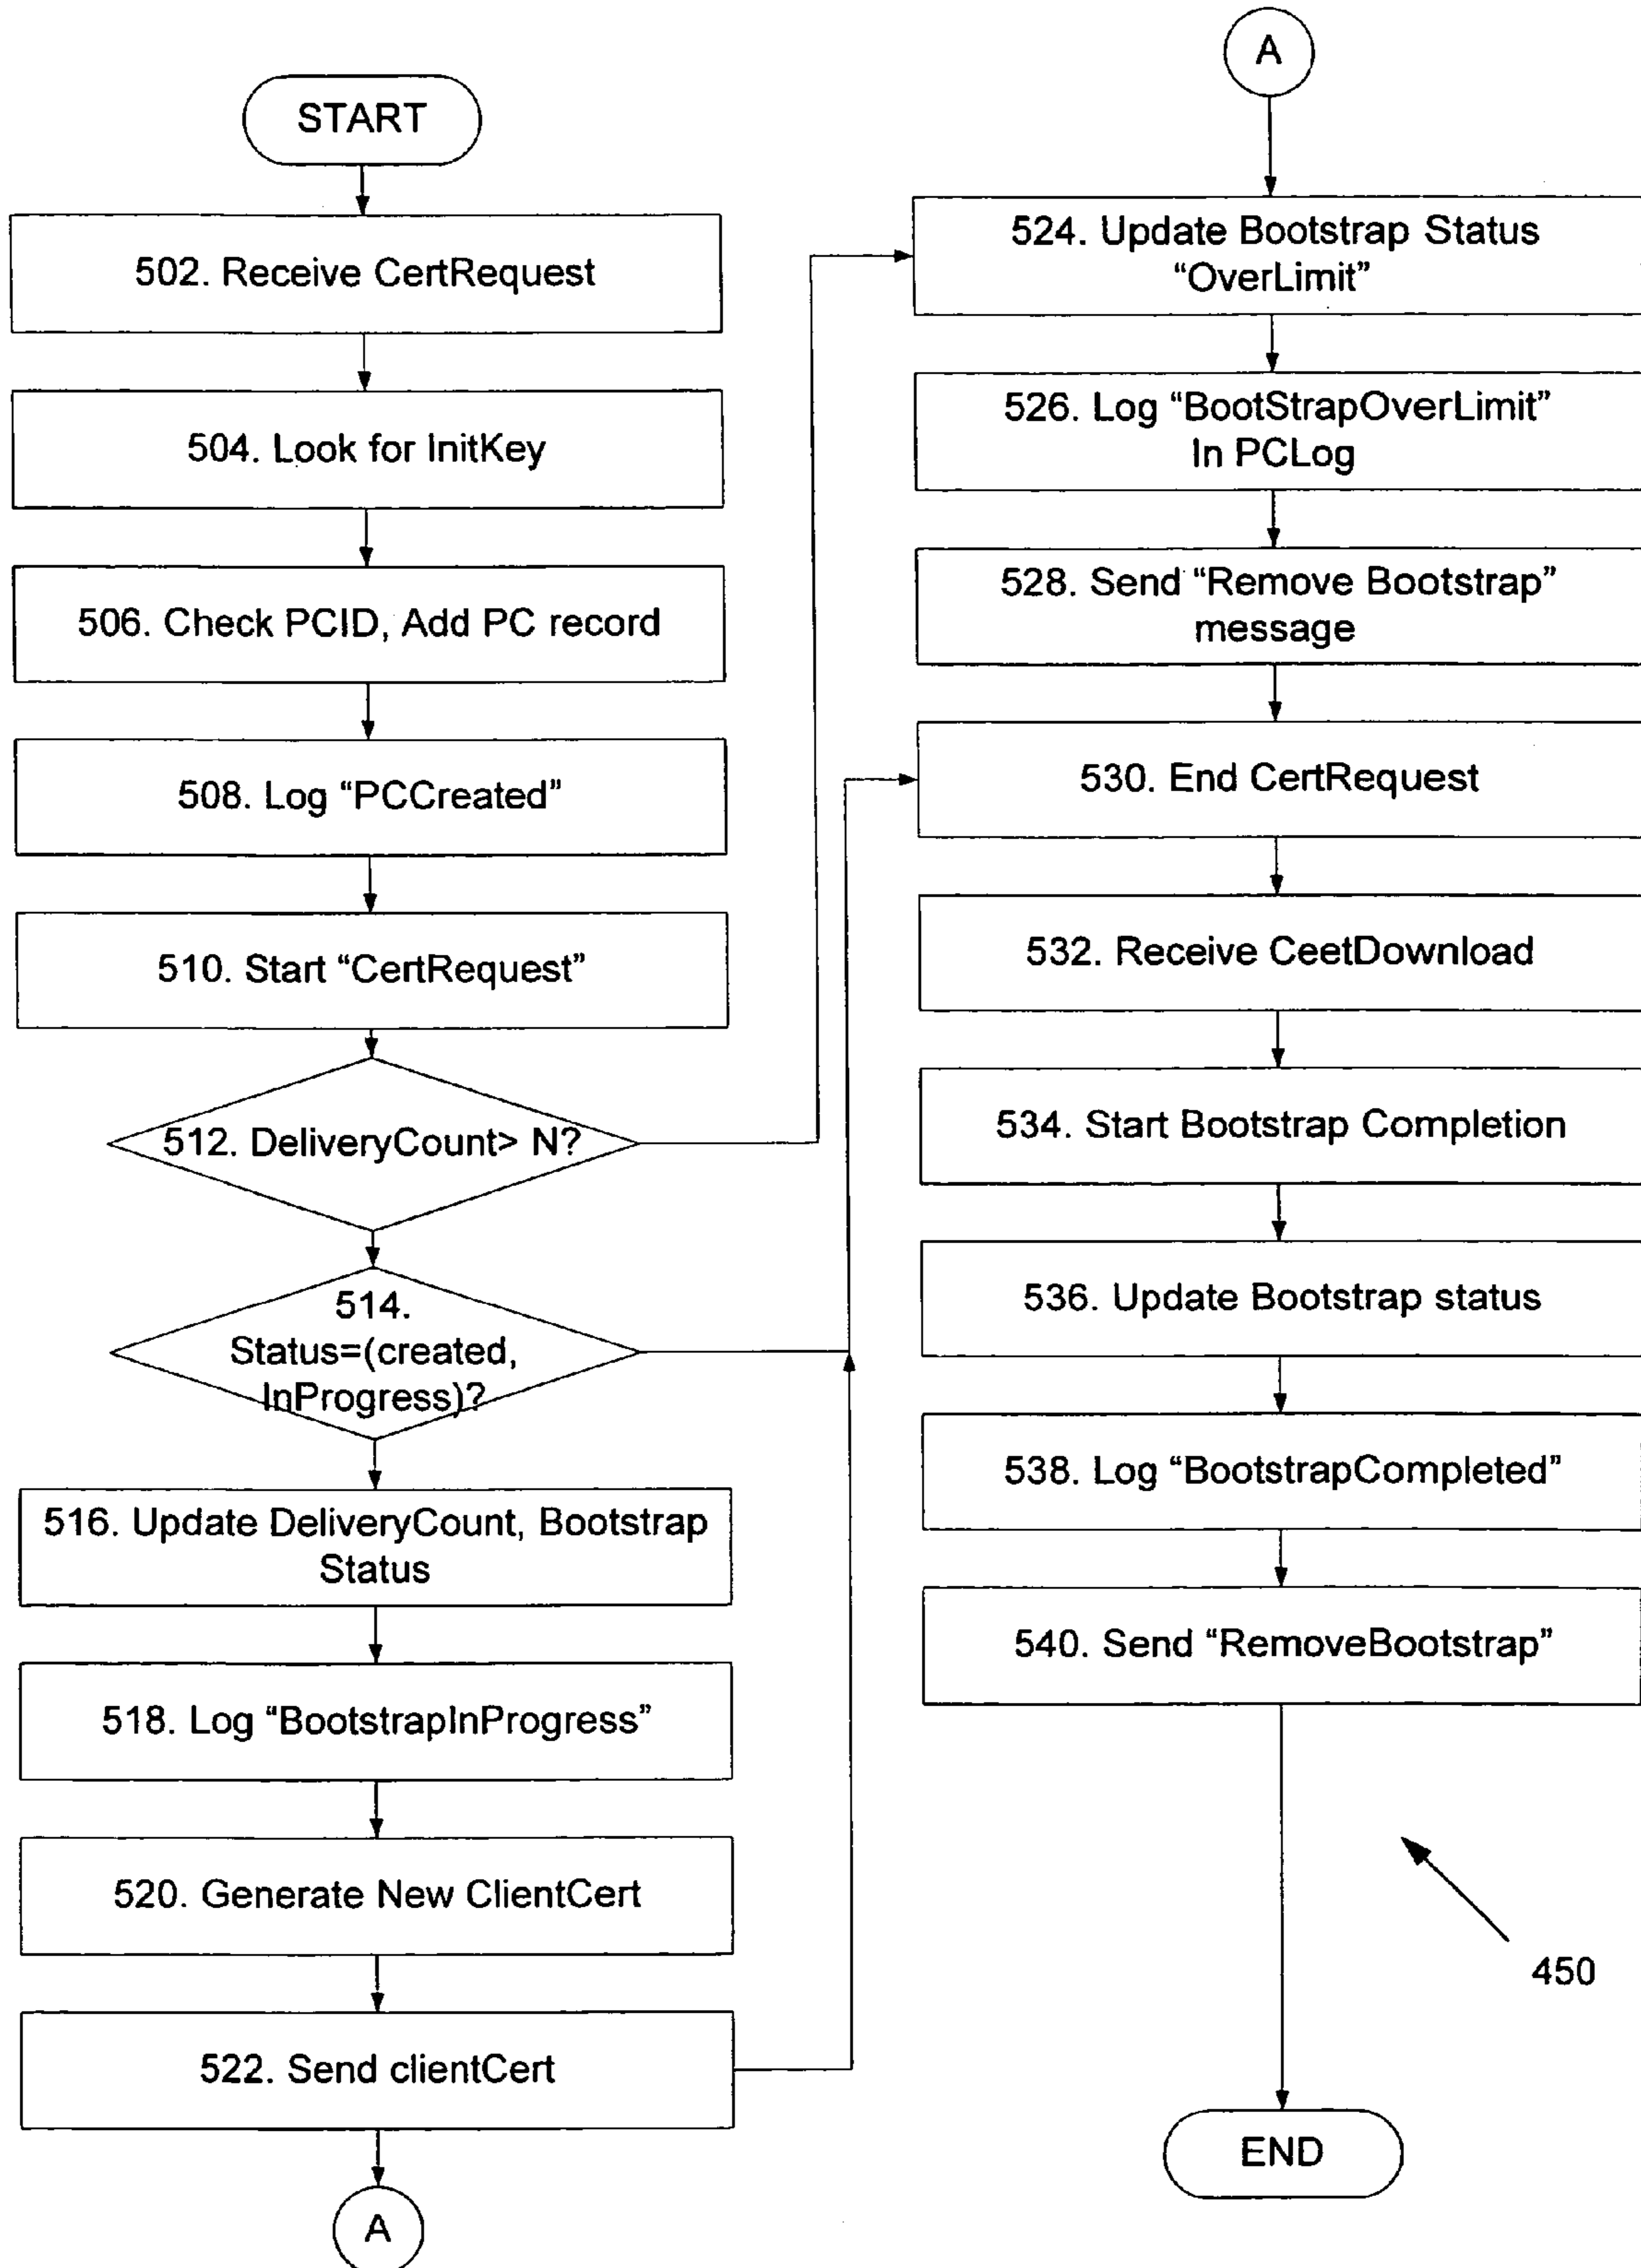 START
502. Receive CertRequest
504. Look for InitKey
506. Check PCID, Add PC record
508. Log “PCCreated”
510. Start “CertRequest”
512. DeliveryCount> N?
514.
Status=(created,
InProgress)?
516. Update DeliveryCount, Bootstrap
Status
518. Log “BootstrapInProgress”
520. Generate New ClientCert
522. Send clientCert
A
A
524. Update Bootstrap Status
“OverLimit”
526. Log “BootStrapOverLimit”
In PCLog
528. Send “Remove Bootstrap”
message
530. End CertRequest
532. Receive CeetDownload
534. Start Bootstrap Completion
536. Update Bootstrap status
538. Log “BootstrapCompleted”
540. Send “RemoveBootstrap”
450
END